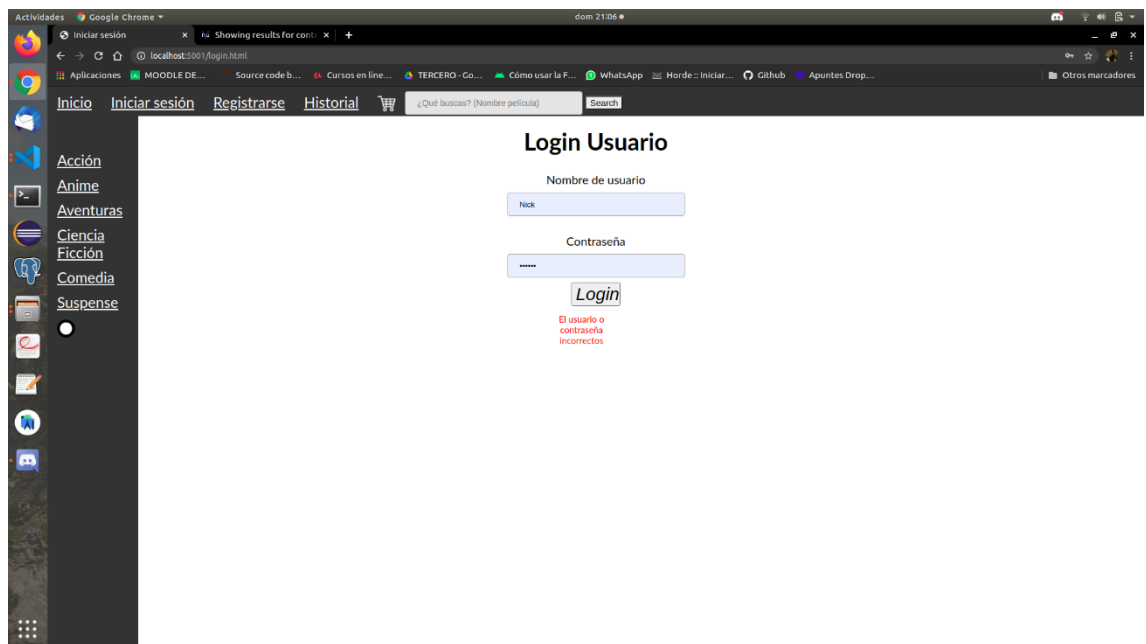 Actividades Google Chrome dom 21:06
Iniciar sesión Showing results for conte
localhost:5001/login.html
Aplicaciones MOODLE DE... Source code b... Cursos en líne... TERCERO - Go... Cómo usar la F... WhatsApp Horde :: Iniciar... Github Apuntes Drop... Otros marcadores
Inicio Iniciar sesión Registrarse Historial ¿Qué buscas? (Nombre película) Search
Login Usuario
Acción
Anime
Aventuras
Ciencia
Ficción
Comedia
Suspense
Nombre de usuario
Nick
Contraseña
••••••
Login
El usuario o
contraseña
incorrectos